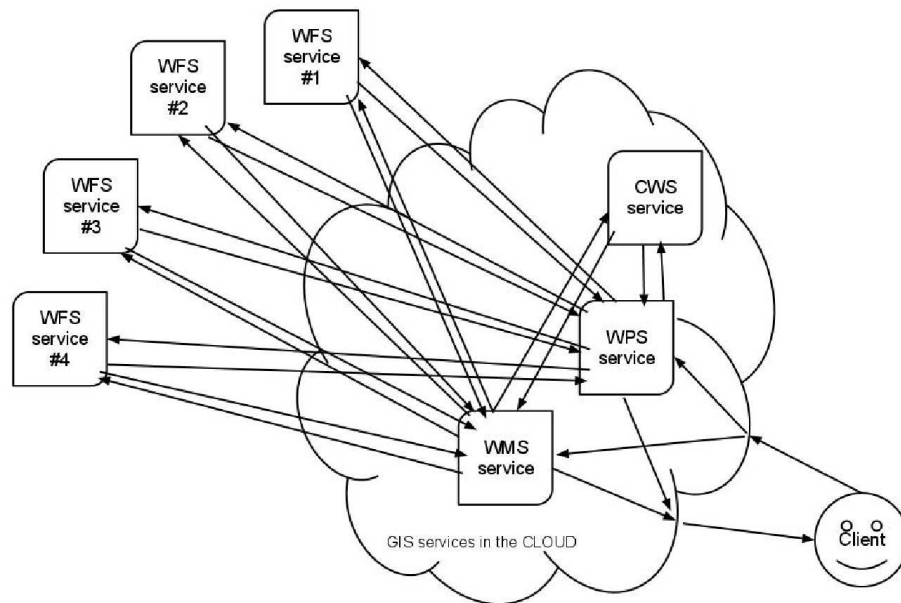 WFS
service
#1
WFS
service
#2
WFS
service
#3
WFS
service
#4
CWS
service
WPS
service
WMS
service
GIS services in the CLOUD
Client